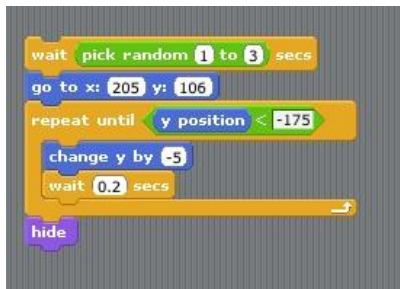 wait pick random 1 to 3 secs
go to x: 205 y: 106
repeat until y position < -175
change y by -5
wait 0.2 secs
hide